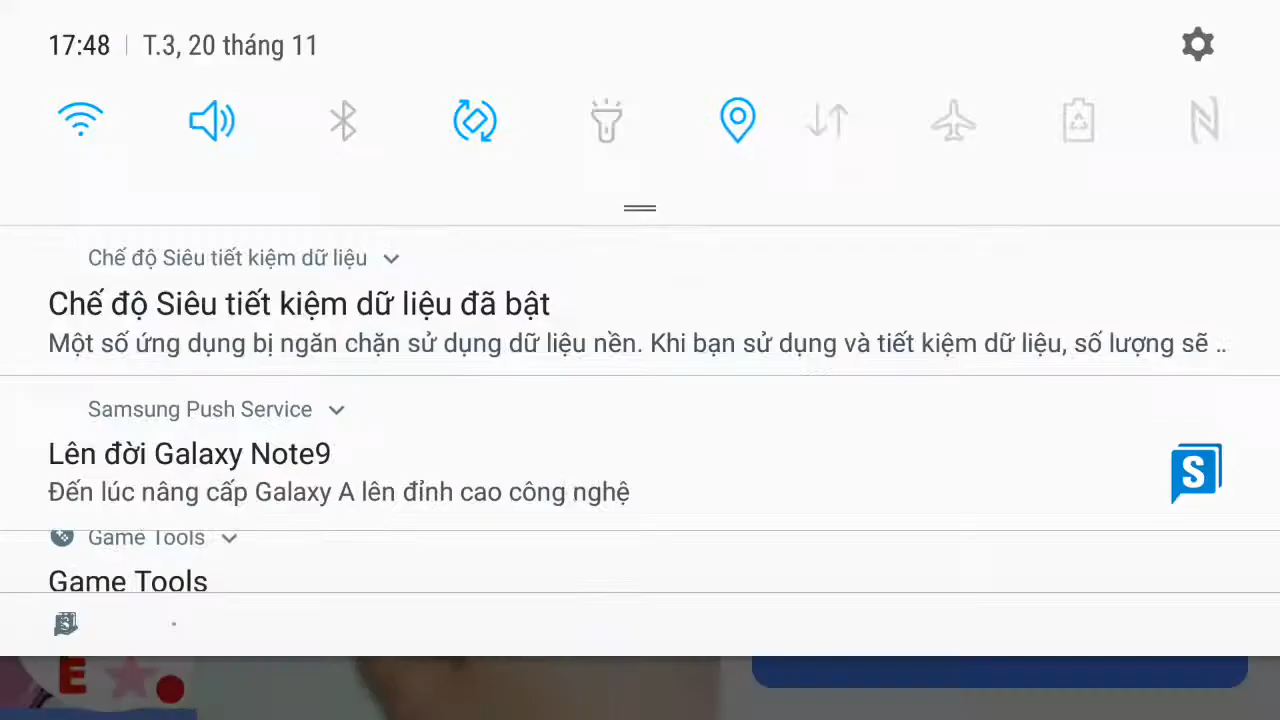 17:48 | T.3, 20 tháng 11
Chế độ Siêu tiết kiệm dữ liệu
Chế độ Siêu tiết kiệm dữ liệu đã bật
Một số ứng dụng bị ngăn chặn sử dụng dữ liệu nền. Khi bạn sử dụng và tiết kiệm dữ liệu, số lượng sẽ ..
Samsung Push Service
Lên đời Galaxy Note9
Đến lúc nâng cấp Galaxy A lên đỉnh cao công nghệ
S
Game Tools
Game Tools
E